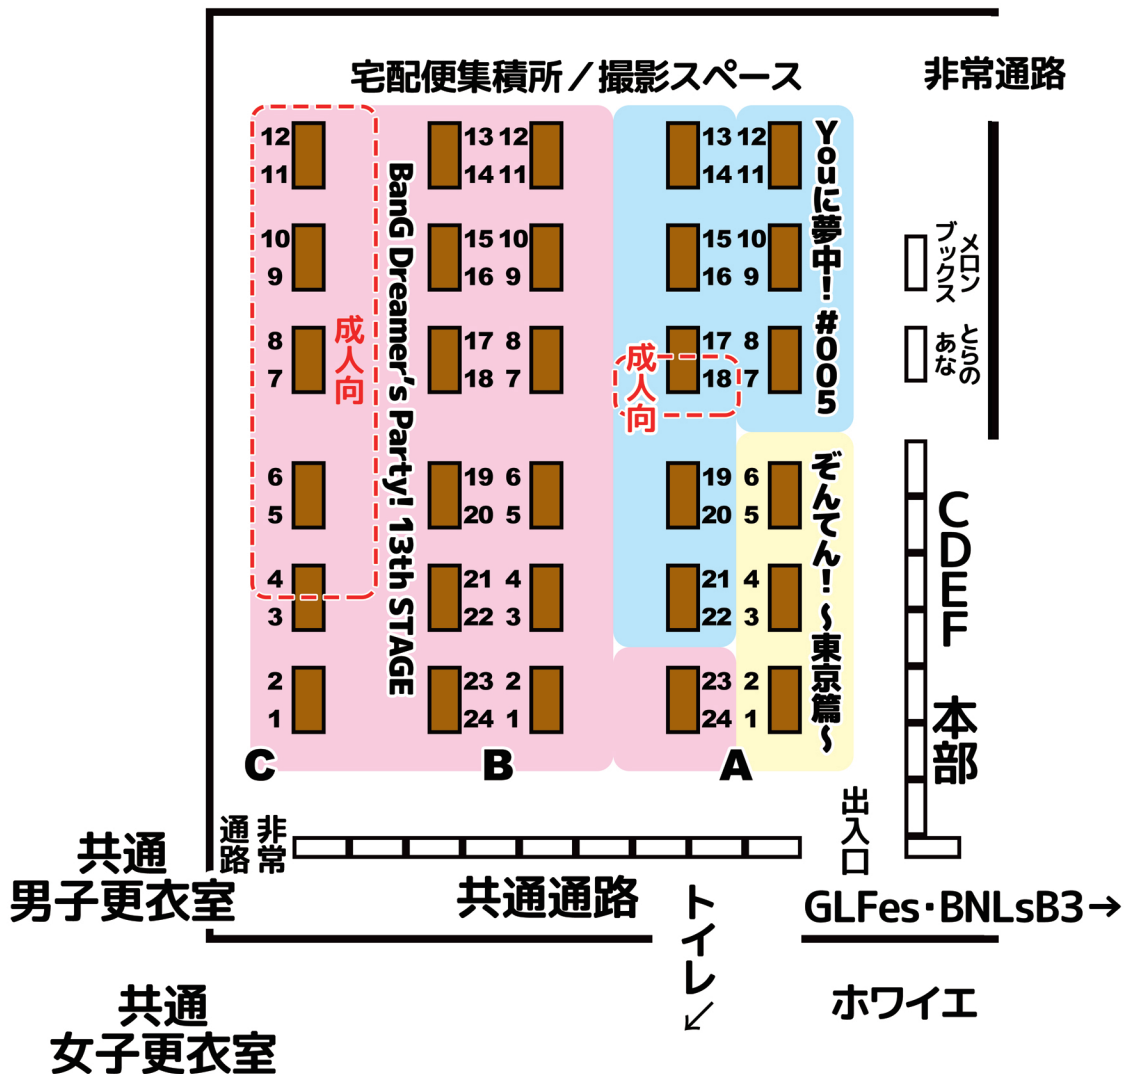 宅配便集積所／撮影スペース
非常通路
12
11
10
9
8
7
6
5
4
3
2
1
成人向
BanG Dreamer's Party! 13th STAGE
13 12
14 11
15 10
16 9
17 8
18 7
19 6
20 5
21 4
22 3
23 2
24 1
13 12
14 11
15 10
16 9
17 8
18 7
19 6
20 5
21 4
22 3
23 2
24 1
成人向
Youに夢中！#005
ぞんてん！～東京篇～
C
B
A
メロン
ブックス
とらの
あな
CDEF
本部
出入口
非常
通路
共通
男子更衣室
共通通路
トイレ↙
GLFes・BNLsB3→
共通
女子更衣室
ホワイエ